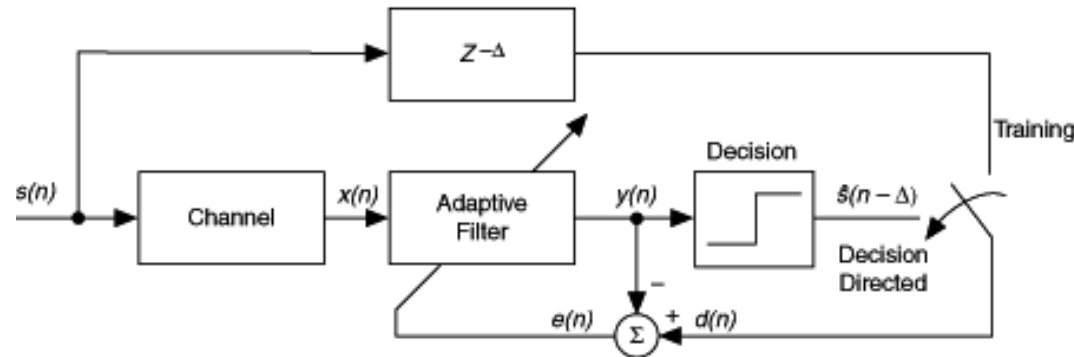 Z^−Δ
Training
Decision
s(n)
Channel
x(n)
Adaptive
Filter
y(n)
ŝ(n − Δ)
Decision
Directed
−
e(n)
Σ
+
d(n)